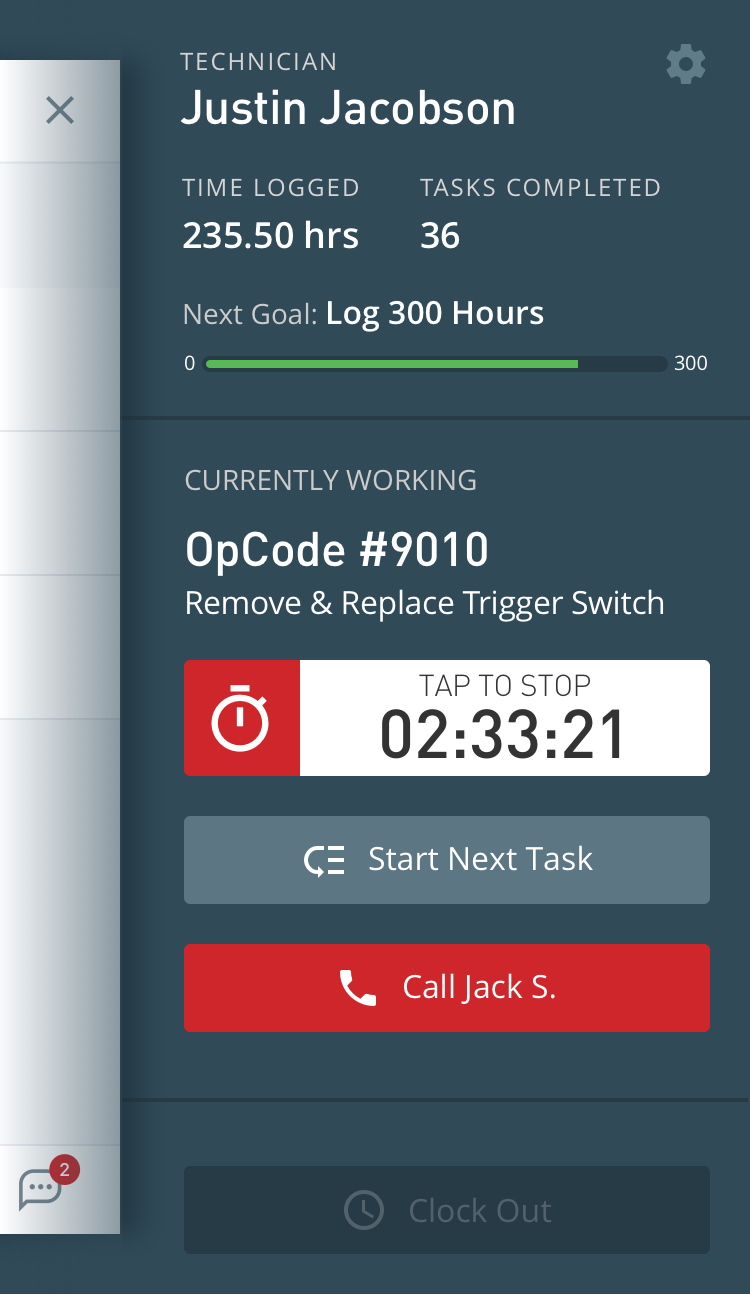 TECHNICIAN
Justin Jacobson
TIME LOGGED
235.50 hrs
TASKS COMPLETED
36
Next Goal: Log 300 Hours
0 300
CURRENTLY WORKING
OpCode #9010
Remove & Replace Trigger Switch
TAP TO STOP
02:33:21
Start Next Task
Call Jack S.
2
Clock Out